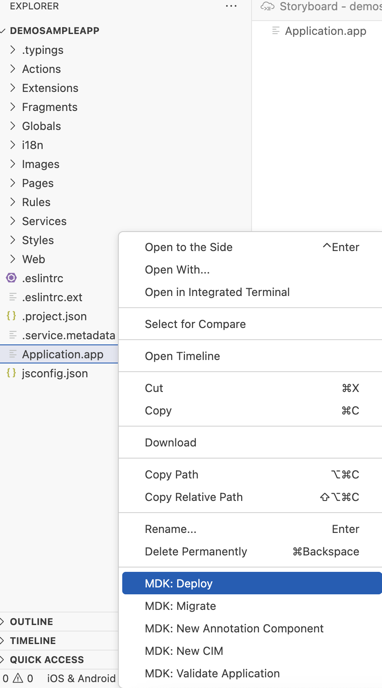 EXPLORER ···
Storyboard – demos
DEMOSAMPLEAPP
Application.app
.typings
Actions
Extensions
Fragments
Globals
i18n
Images
Pages
Rules
Services
Styles
Web
.eslintrc
.eslintrc.ext
{} .project.json
.service.metadata
Application.app
{} jsconfig.json
Open to the Side ^Enter
Open With...
Open in Integrated Terminal
Select for Compare
Open Timeline
Cut ⌘X
Copy ⌘C
Download
Copy Path ⌥⌘C
Copy Relative Path ⇧⌥⌘C
Rename... Enter
Delete Permanently ⌘Backspace
MDK: Deploy
MDK: Migrate
MDK: New Annotation Component
MDK: New CIM
MDK: Validate Application
OUTLINE
TIMELINE
QUICK ACCESS
0 ⚠ 0 iOS & Android